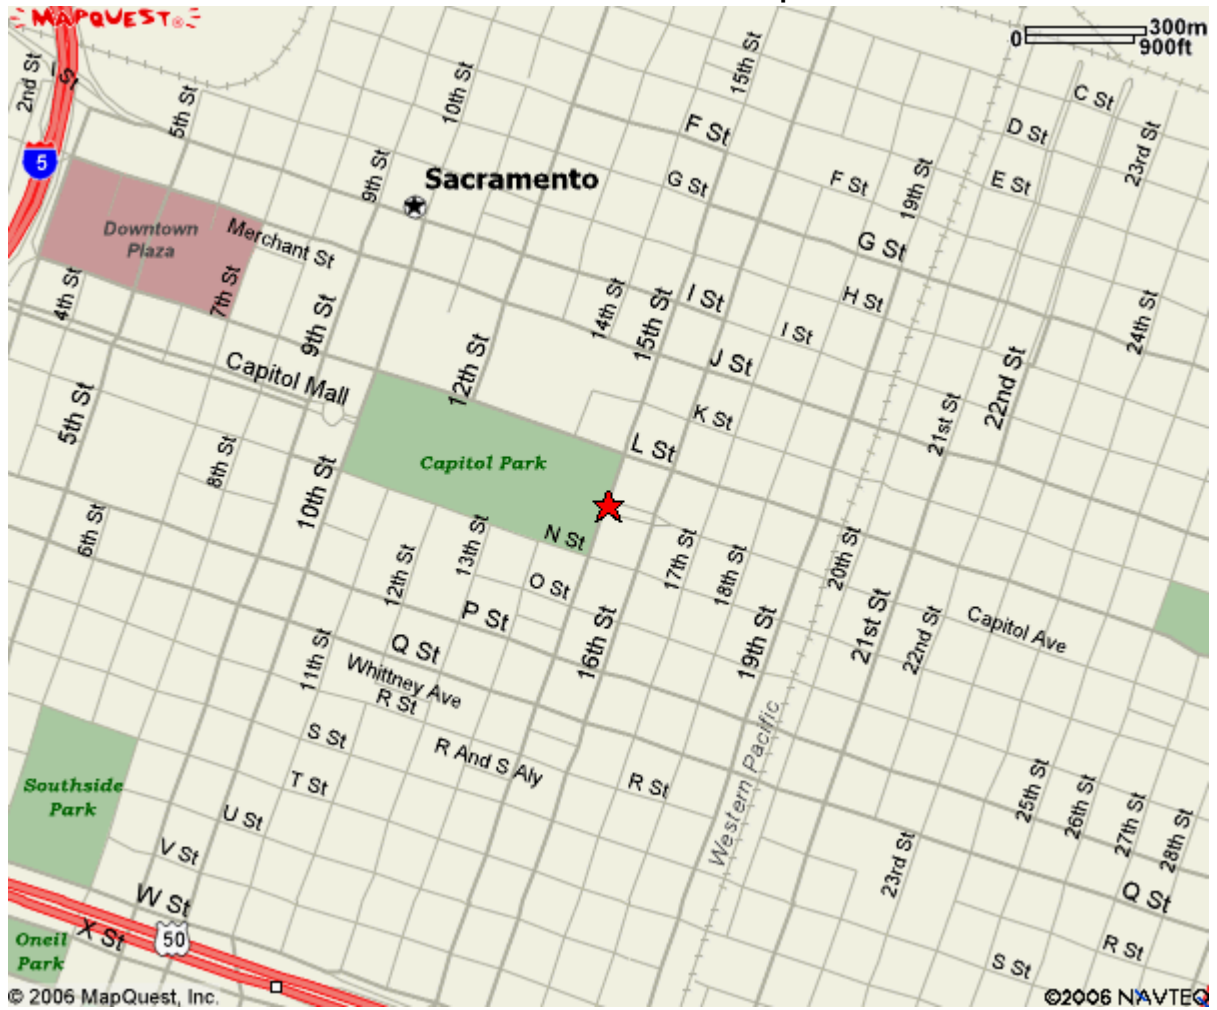 MAPQUEST
300m
0
900ft
2nd St
I St
5th St
10th St
15th St
F St
C St
D St
23rd St
5
9th St
Sacramento
G St
F St
19th St
E St
Downtown
Plaza
Merchant St
G St
4th St
7th St
9th St
14th St
15th St
I St
H St
I St
24th St
J St
Capitol Mall
12th St
22nd St
5th St
K St
21st St
8th St
10th St
Capitol Park
L St
6th St
N St
13th St
12th St
O St
17th St
18th St
20th St
P St
16th St
19th St
21st St
22nd St
Capitol Ave
11th St
Q St
Whittney Ave
R St
S St
R And S Aly
R St
Western Pacific
Southside
Park
T St
U St
V St
25th St
26th St
27th St
28th St
23rd St
W St
Q St
X St
50
Oneil
Park
R St
S St
© 2006 MapQuest, Inc.
©2006 NAVTEQ